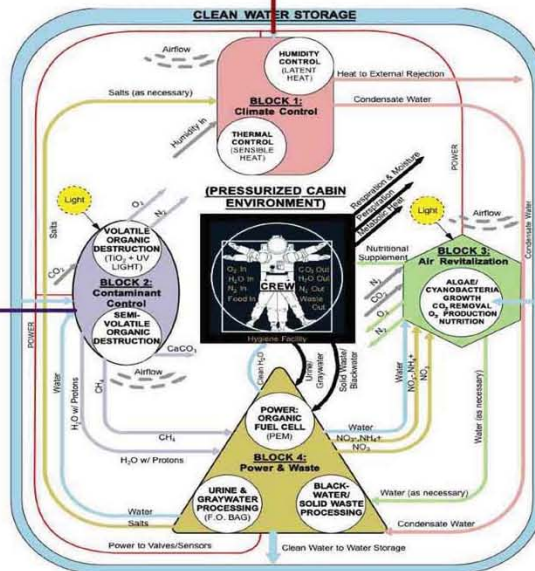 CLEAN WATER STORAGE
Airflow
HUMIDITY
CONTROL
(LATENT
HEAT)
Heat to External Rejection
Salts (as necessary)
BLOCK 1:
Climate Control
Condensate Water
Humidity In
THERMAL
CONTROL
(SENSIBLE
HEAT)
POWER
Respiration & Moisture
Perspiration
Metabolic Heat
(PRESSURIZED CABIN
ENVIRONMENT)
Light
O₂
N₂
Light
Airflow
Condensate Water
Salts
VOLATILE
ORGANIC
DESTRUCTION
(TiO₂ + UV
LIGHT)
CO₂
Nutritional
Supplement
BLOCK 3:
Air Revitalization
O₂ In
H₂O In
N₂ In
Food In
CREW
CO₂ Out
H₂O Out
N₂ Out
Waste
Out
N₂
CO₂
O₂
N₂
ALGAE/
CYANOBACTERIA
GROWTH
CO₂ REMOVAL
O₂ PRODUCTION
NUTRITION
BLOCK 2:
Contaminant
Control
SEMI-
VOLATILE
ORGANIC
DESTRUCTION
POWER
CaCO₃
Hygiene Facility
Airflow
Water
H₂O w/ Protons
CH₄
Clean H₂O
Urine/
Graywater
Solid Waste/
Blackwater
Water
NO₂-, NH₄+
NO₃
Water (as necessary)
POWER:
ORGANIC
FUEL CELL
(PEM)
CH₄
Water
NO₃-, NH₄+
NO₃
H₂O w/ Protons
BLOCK 4:
Power & Waste
URINE &
GRAYWATER
PROCESSING
(F.O. BAG)
BLACK-
WATER/
SOLID WASTE
PROCESSING
Water (as necessary)
Water
Salts
Condensate Water
Power to Valves/Sensors
Clean Water to Water Storage